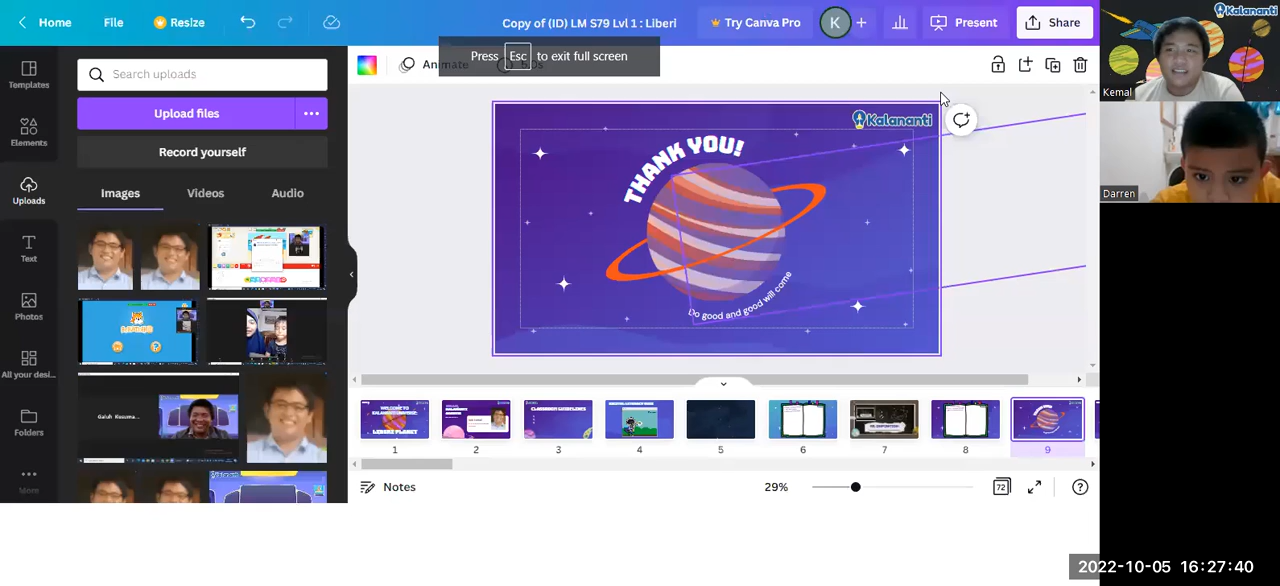 Home
File
Resize
Copy of (ID) LM S79 Lvl 1 : Liberi
Try Canva Pro
K
Present
Share
Kalananti
Kemal
Darren
Press Esc to exit full screen
Animate
Templates
Elements
Uploads
Text
Photos
All your desi...
Folders
More
Search uploads
Upload files
Record yourself
Images
Videos
Audio
Galuh Kusuma...
Kalananti
THANK YOU!
Do good and good will come
1
2
3
4
5
6
7
8
9
Notes
29%
72
2022-10-05 16:27:40